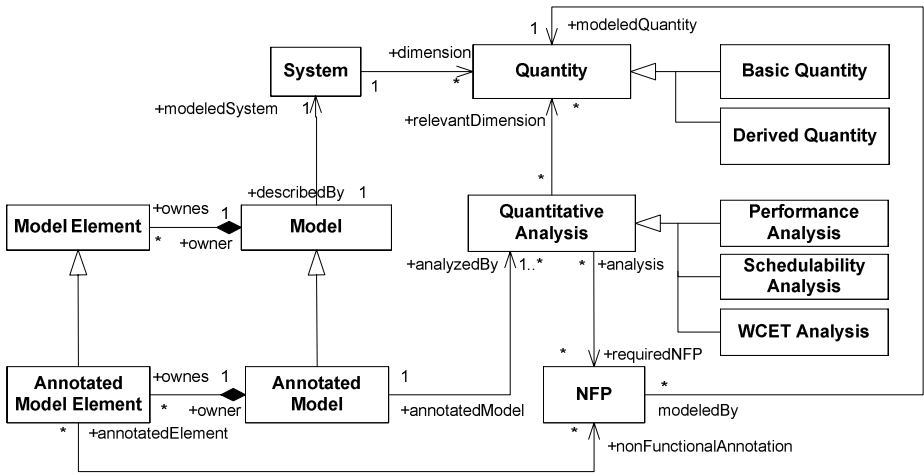 1
+modeledQuantity
+dimension
System
Quantity
Basic Quantity
1
*
*
+modeledSystem
1
+relevantDimension
Derived Quantity
*
+describedBy
1
+ownes
1
Model Element
Model
Quantitative
Analysis
Performance
Analysis
*
+owner
+analyzedBy
1..*
*
+analysis
Schedulability
Analysis
WCET Analysis
*
+requiredNFP
Annotated
Model Element
+ownes
1
Annotated
Model
1
NFP
*
*
+owner
+annotatedModel
modeledBy
*
+annotatedElement
*
+nonFunctionalAnnotation